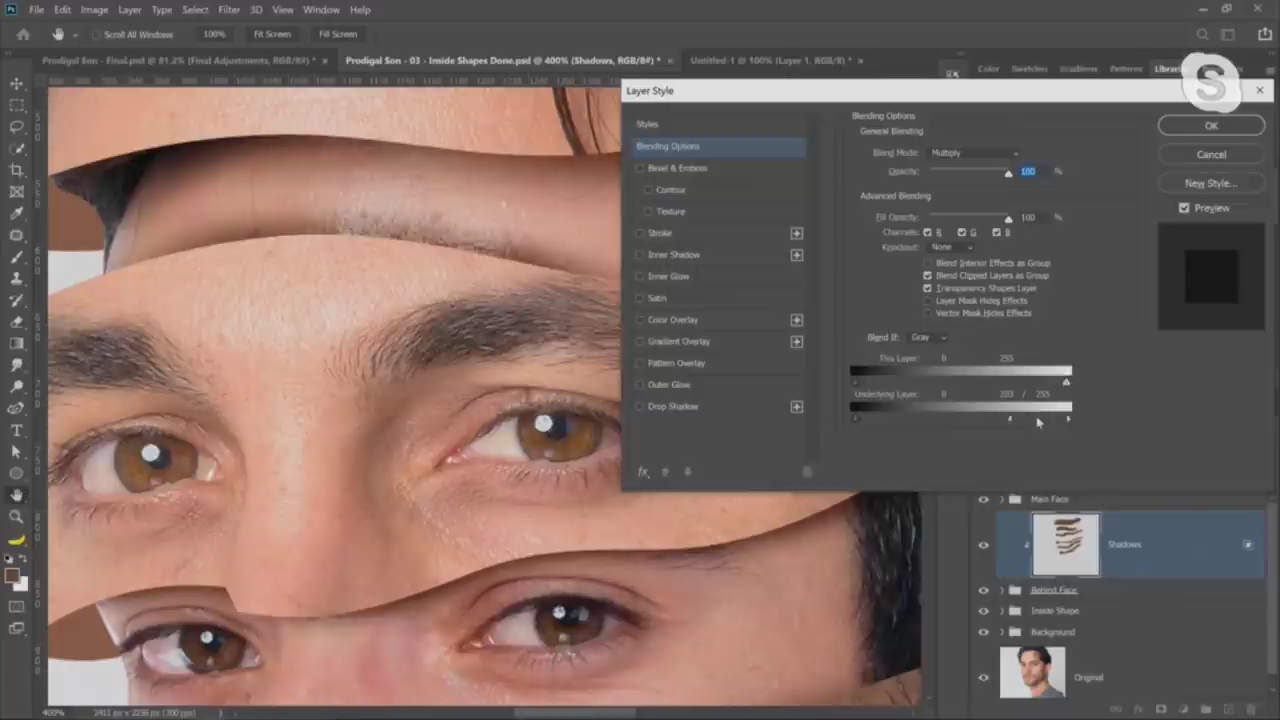 Ps File Edit Image Layer Type Select Filter 3D View Window Help
Scroll All Windows 100% Fit Screen Fill Screen
Prodigal Son - Final.psd @ 81.2% (Final Adjustments, RGB/8#) * × Prodigal Son - 03 - Inside Shapes Done.psd @ 400% (Shadows, RGB/8#) * × Untitled-1 @ 100% (Layer 1, RGB/8) * ×
Color Swatches Gradients Patterns
S
Layer Style
Styles
Blending Options
Bevel & Emboss
Contour
Texture
Stroke
Inner Shadow
Inner Glow
Satin
Color Overlay
Gradient Overlay
Pattern Overlay
Outer Glow
Drop Shadow
fx
Blending Options
General Blending
Blend Mode: Multiply
Opacity: 100 %
Advanced Blending
Fill Opacity: 100 %
Channels: R G B
Knockout: None
Blend Interior Effects as Group
Blend Clipped Layers as Group
Transparency Shapes Layer
Layer Mask Hides Effects
Vector Mask Hides Effects
Blend If: Gray
This Layer: 0 255
Underlying Layer: 0 203 / 255
OK
Cancel
New Style...
Preview
Main Face
Shadows
Behind Face
Inside Shape
Background
Original
400%